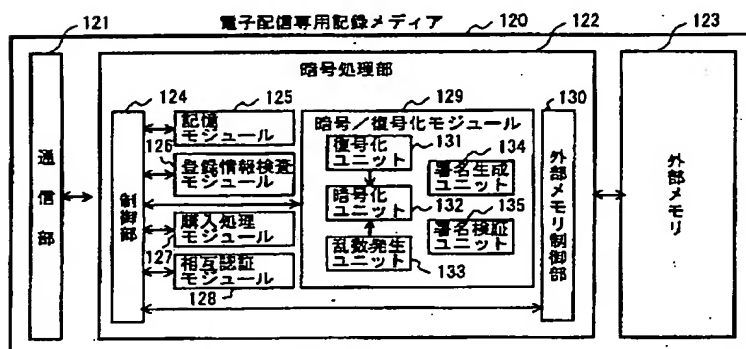 電子配信専用記録メディア
120
121
122
123
暗号処理部
124
125
129
130
記憶
モジュール
暗号/復号化モジュール
126
131
登録情報検査
モジュール
復号化
ユニット
134
署名生成
ユニット
通信部
制御部
暗号化
ユニット
132
135
購入処理
モジュール
127
署名検証
ユニット
相互認証
モジュール
乱数発生
ユニット
128
133
外部メモリ制御部
外部メモリ